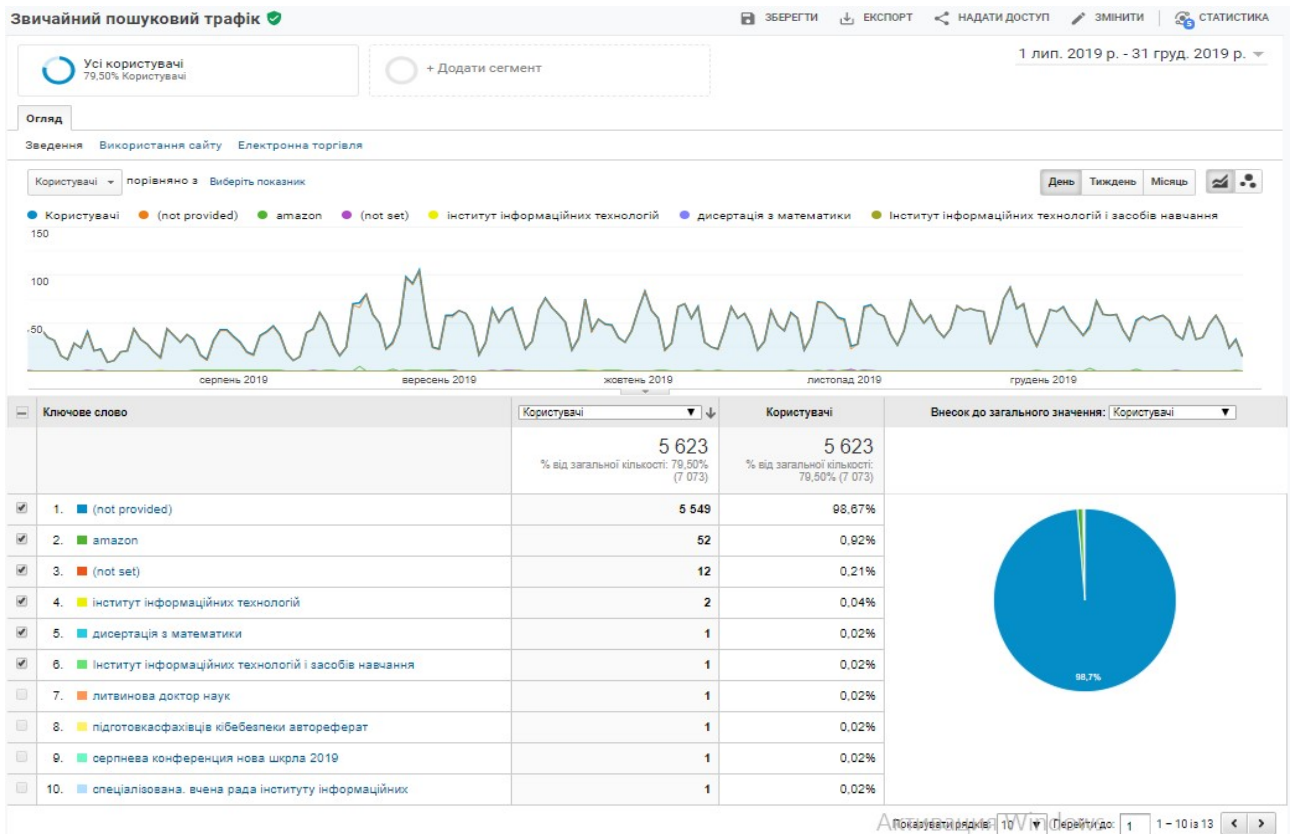 Звичайний пошуковий трафік
ЗБЕРЕГТИ ЕКСПОРТ НАДАТИ ДОСТУП ЗМІНИТИ СТАТИСТИКА
Усі користувачі
79,50% Користувачі
+ Додати сегмент
1 лип. 2019 р. - 31 груд. 2019 р.
Огляд
Зведення Використання сайту Електронна торгівля
Користувачі порівняно з Виберіть показник
День Тиждень Місяць
Користувачі (not provided) amazon (not set) інститут інформаційних технологій дисертація з математики Інститут інформаційних технологій і засобів навчання
150
100
50
серпень 2019 вересень 2019 жовтень 2019 листопад 2019 грудень 2019
Ключове слово Користувачі Користувачі Внесок до загального значення: Користувачі
5 623 5 623
% від загальної кількості: 79,50% (7 073) % від загальної кількості: 79,50% (7 073)
1. (not provided) 5 549 98,67%
2. amazon 52 0,92%
3. (not set) 12 0,21%
4. інститут інформаційних технологій 2 0,04%
5. дисертація з математики 1 0,02%
6. Інститут інформаційних технологій і засобів навчання 1 0,02%
7. литвинова доктор наук 1 0,02%
8. підготовкасфахівців кібебезпеки автореферат 1 0,02%
9. серпнева конференция нова шкрла 2019 1 0,02%
10. спеціалізована. вчена рада інституту інформаційних 1 0,02%
98,7%
Активация Windows
Показувати рядків: 10 Перейти до: 1 1 – 10 із 13